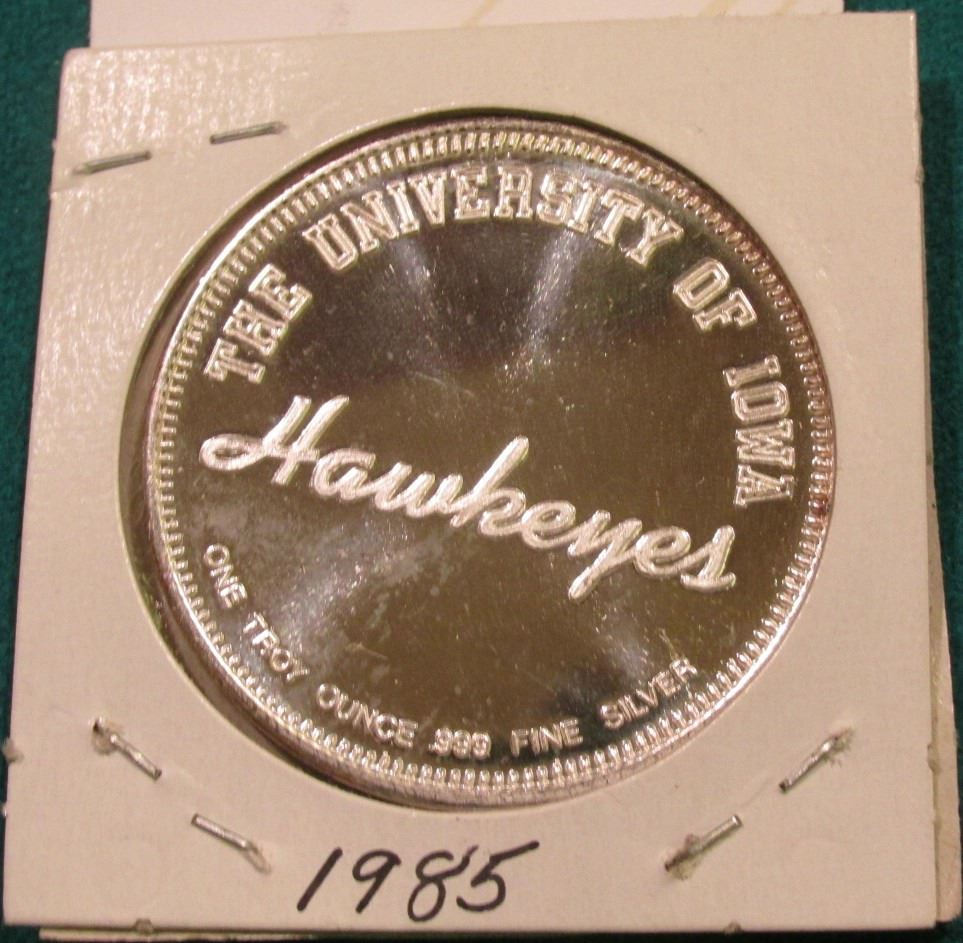 THE UNIVERSITY OF IOWA
Hawkeyes
ONE TROY OUNCE .999 FINE SILVER
1985